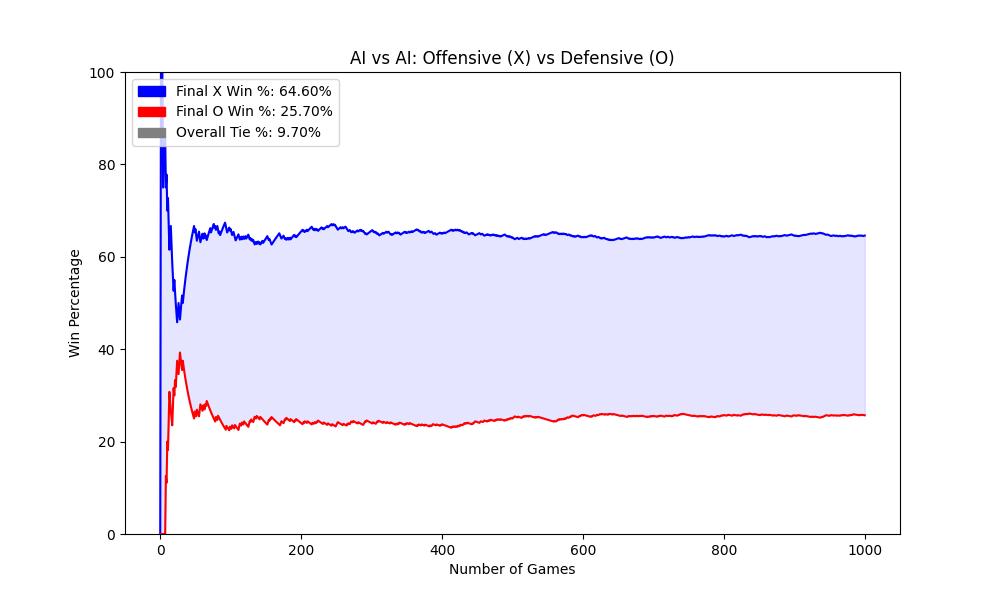 AI vs AI: Offensive (X) vs Defensive (O)
Final X Win %: 64.60%
Final O Win %: 25.70%
Overall Tie %: 9.70%
Win Percentage
100
80
60
40
20
0
0 200 400 600 800 1000
Number of Games